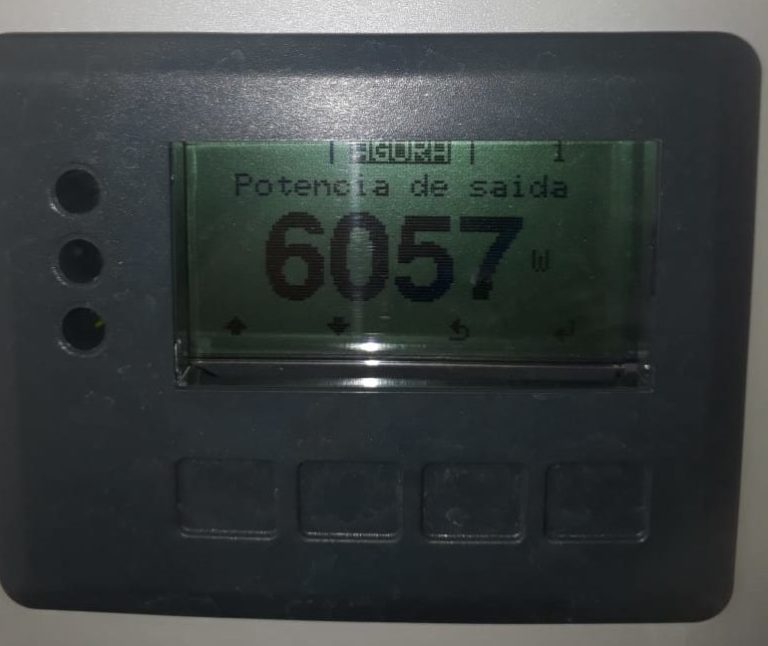 | AGORA | 1
Potencia de saida
6057 W